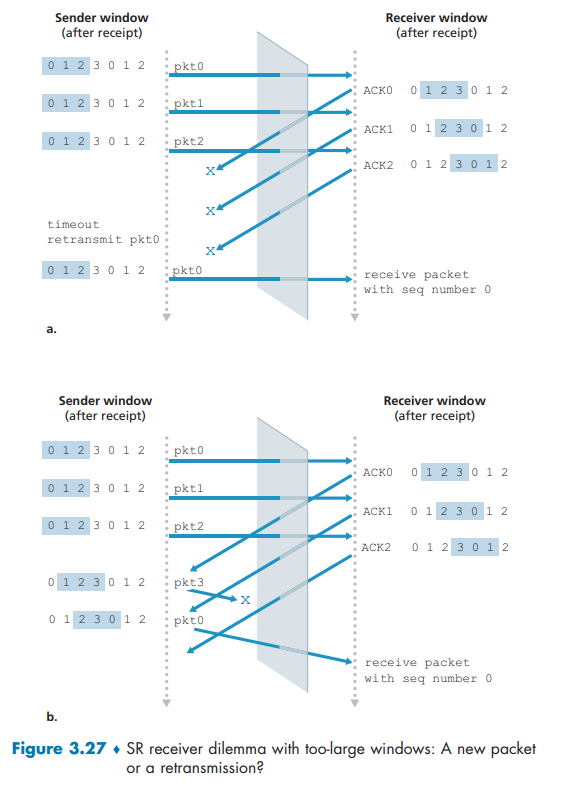 Sender window
(after receipt)
Receiver window
(after receipt)
0 1 2 3 0 1 2
pkt0
ACK0 0 1 2 3 0 1 2
0 1 2 3 0 1 2
pkt1
ACK1 0 1 2 3 0 1 2
0 1 2 3 0 1 2
pkt2
ACK2 0 1 2 3 0 1 2
X
X
timeout
retransmit pkt0
X
0 1 2 3 0 1 2
pkt0
receive packet
with seq number 0
a.
Sender window
(after receipt)
Receiver window
(after receipt)
0 1 2 3 0 1 2
pkt0
ACK0 0 1 2 3 0 1 2
0 1 2 3 0 1 2
pkt1
ACK1 0 1 2 3 0 1 2
0 1 2 3 0 1 2
pkt2
ACK2 0 1 2 3 0 1 2
0 1 2 3 0 1 2
pkt3
X
0 1 2 3 0 1 2
pkt0
receive packet
with seq number 0
b.
Figure 3.27 ♦ SR receiver dilemma with too-large windows: A new packet
or a retransmission?